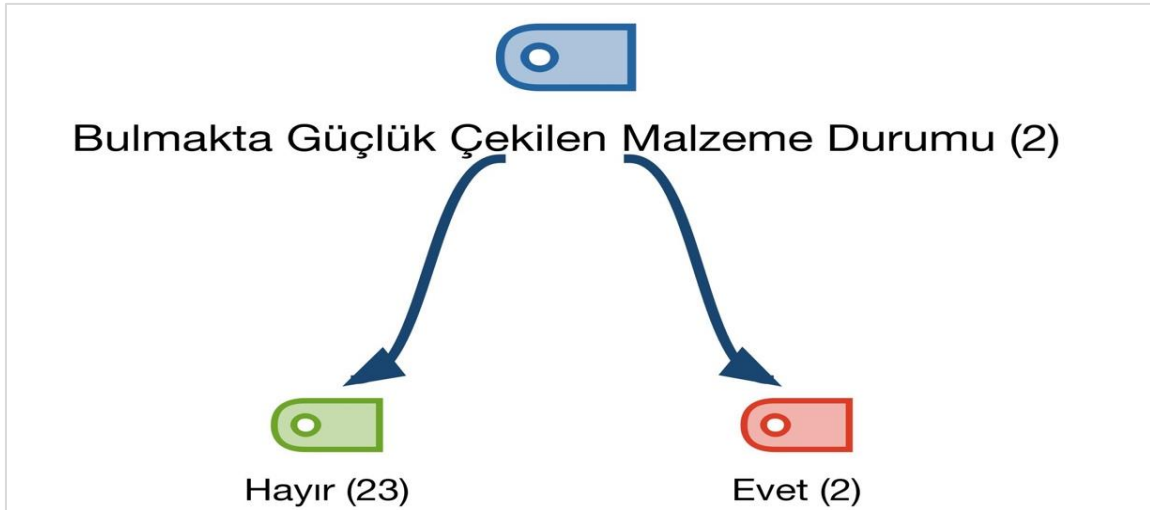 Bulmakta Güçlük Çekilen Malzeme Durumu (2)
Hayır (23)
Evet (2)